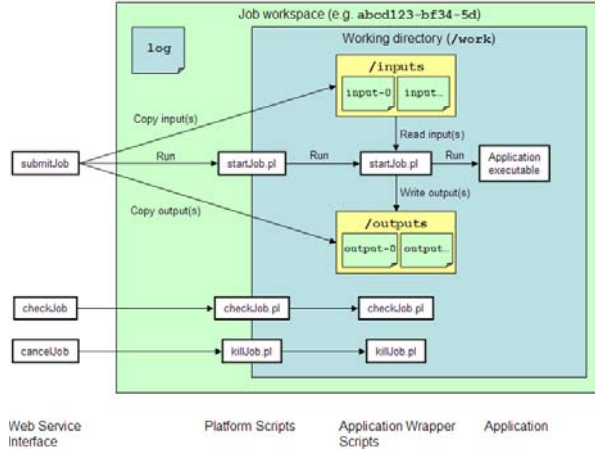 Job workspace (e.g. abcd123-bf34-5d)
log
Working directory (/work)
/inputs
input-0
input…
Copy input(s)
Read input(s)
submitJob
Run
startJob.pl
Run
startJob.pl
Run
Application
executable
Copy output(s)
Write output(s)
/outputs
output-0
output…
checkJob
checkJob.pl
checkJob.pl
cancelJob
killJob.pl
killJob.pl
Web Service
Interface
Platform Scripts
Application Wrapper
Scripts
Application